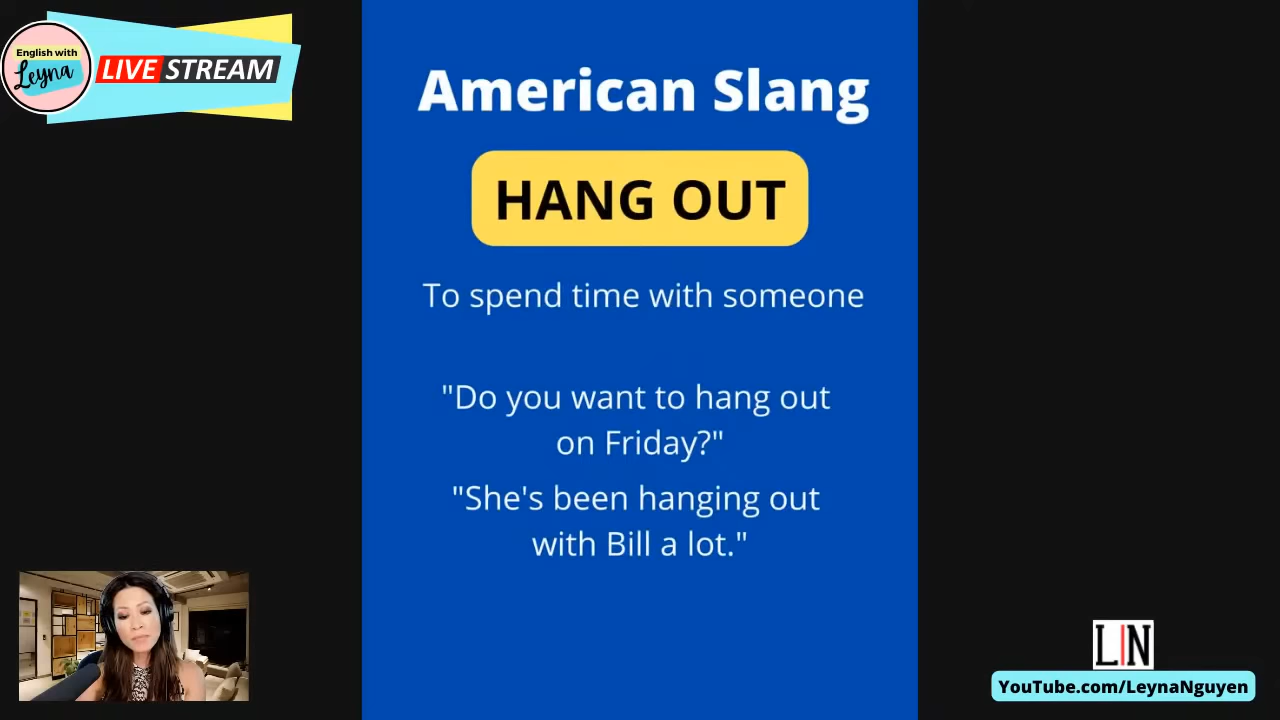 English with
Leyna
LIVE STREAM
American Slang
HANG OUT
To spend time with someone
"Do you want to hang out
on Friday?"
"She's been hanging out
with Bill a lot."
LN
YouTube.com/LeynaNguyen